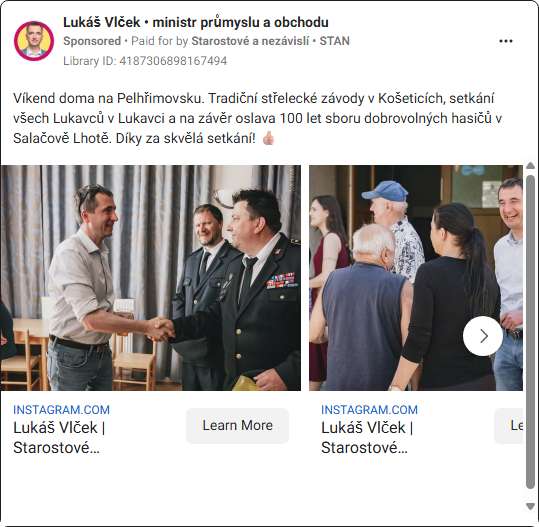 Lukáš Vlček • ministr průmyslu a obchodu
Sponsored • Paid for by Starostové a nezávislí • STAN
Library ID: 4187306898167494
Víkend doma na Pelhřimovsku. Tradiční střelecké závody v Košeticích, setkání
všech Lukavců v Lukavci a na závěr oslava 100 let sboru dobrovolných hasičů v
Salačově Lhotě. Díky za skvělá setkání! 👍🏼
INSTAGRAM.COM
Lukáš Vlček |
Starostové…
Learn More
INSTAGRAM.COM
Lukáš Vlček |
Starostové…
Le